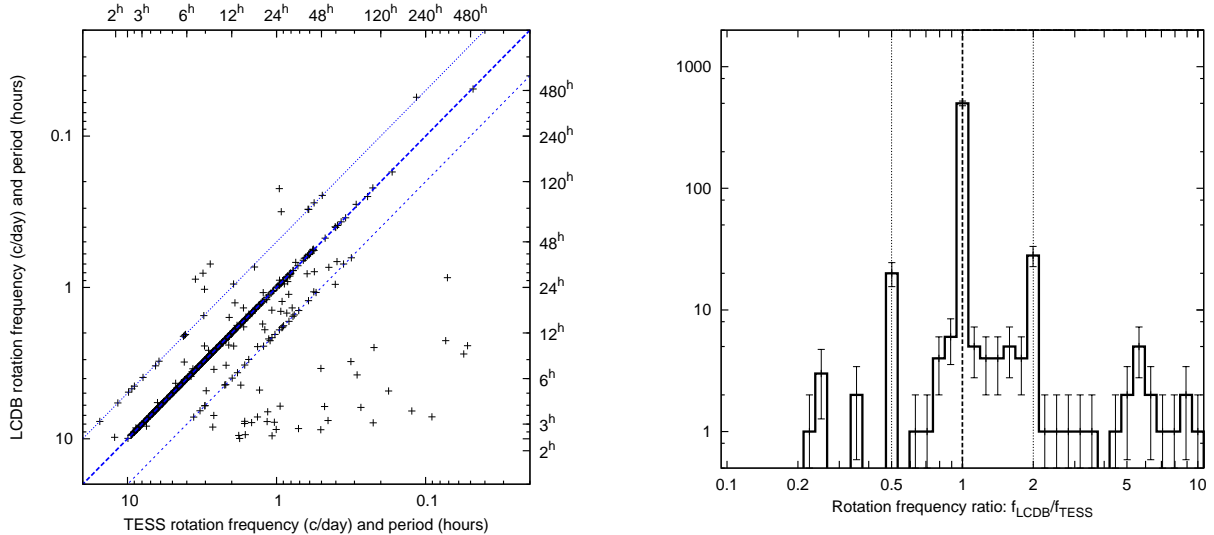 2h 3h 6h 12h 24h 48h 120h 240h 480h
LCDB rotation frequency (c/day) and period (hours)
0.1
1
10
480h
240h
120h
48h
24h
12h
6h
3h
2h
10 1 0.1
TESS rotation frequency (c/day) and period (hours)
1000
100
10
1
0.1 0.2 0.5 1 2 5 10
Rotation frequency ratio: fLCDB/fTESS